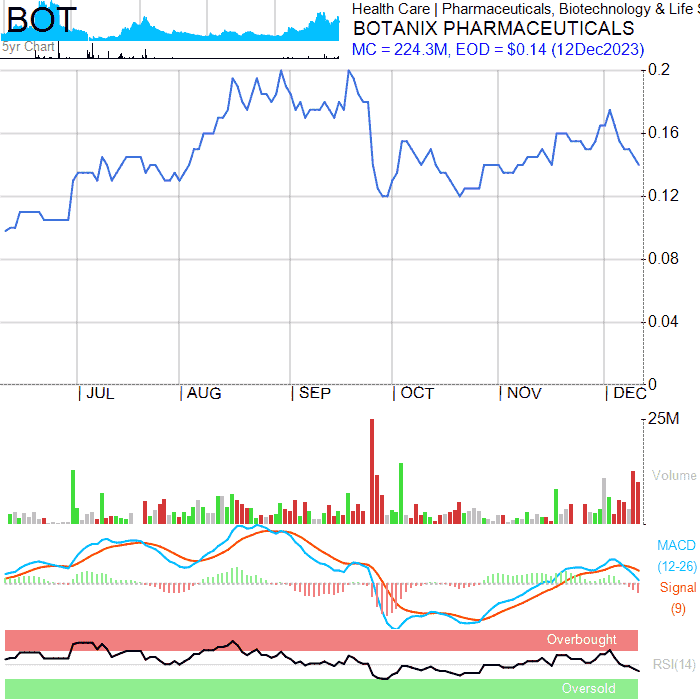 BOT
5yr Chart
Health Care | Pharmaceuticals, Biotechnology & Life S
BOTANIX PHARMACEUTICALS
MC = 224.3M, EOD = $0.14 (12Dec2023)
0.2
0.16
0.12
0.08
0.04
0
| JUL | AUG | SEP | OCT | NOV | DEC
25M
Volume
MACD
(12-26)
Signal
(9)
Overbought
RSI(14)
Oversold